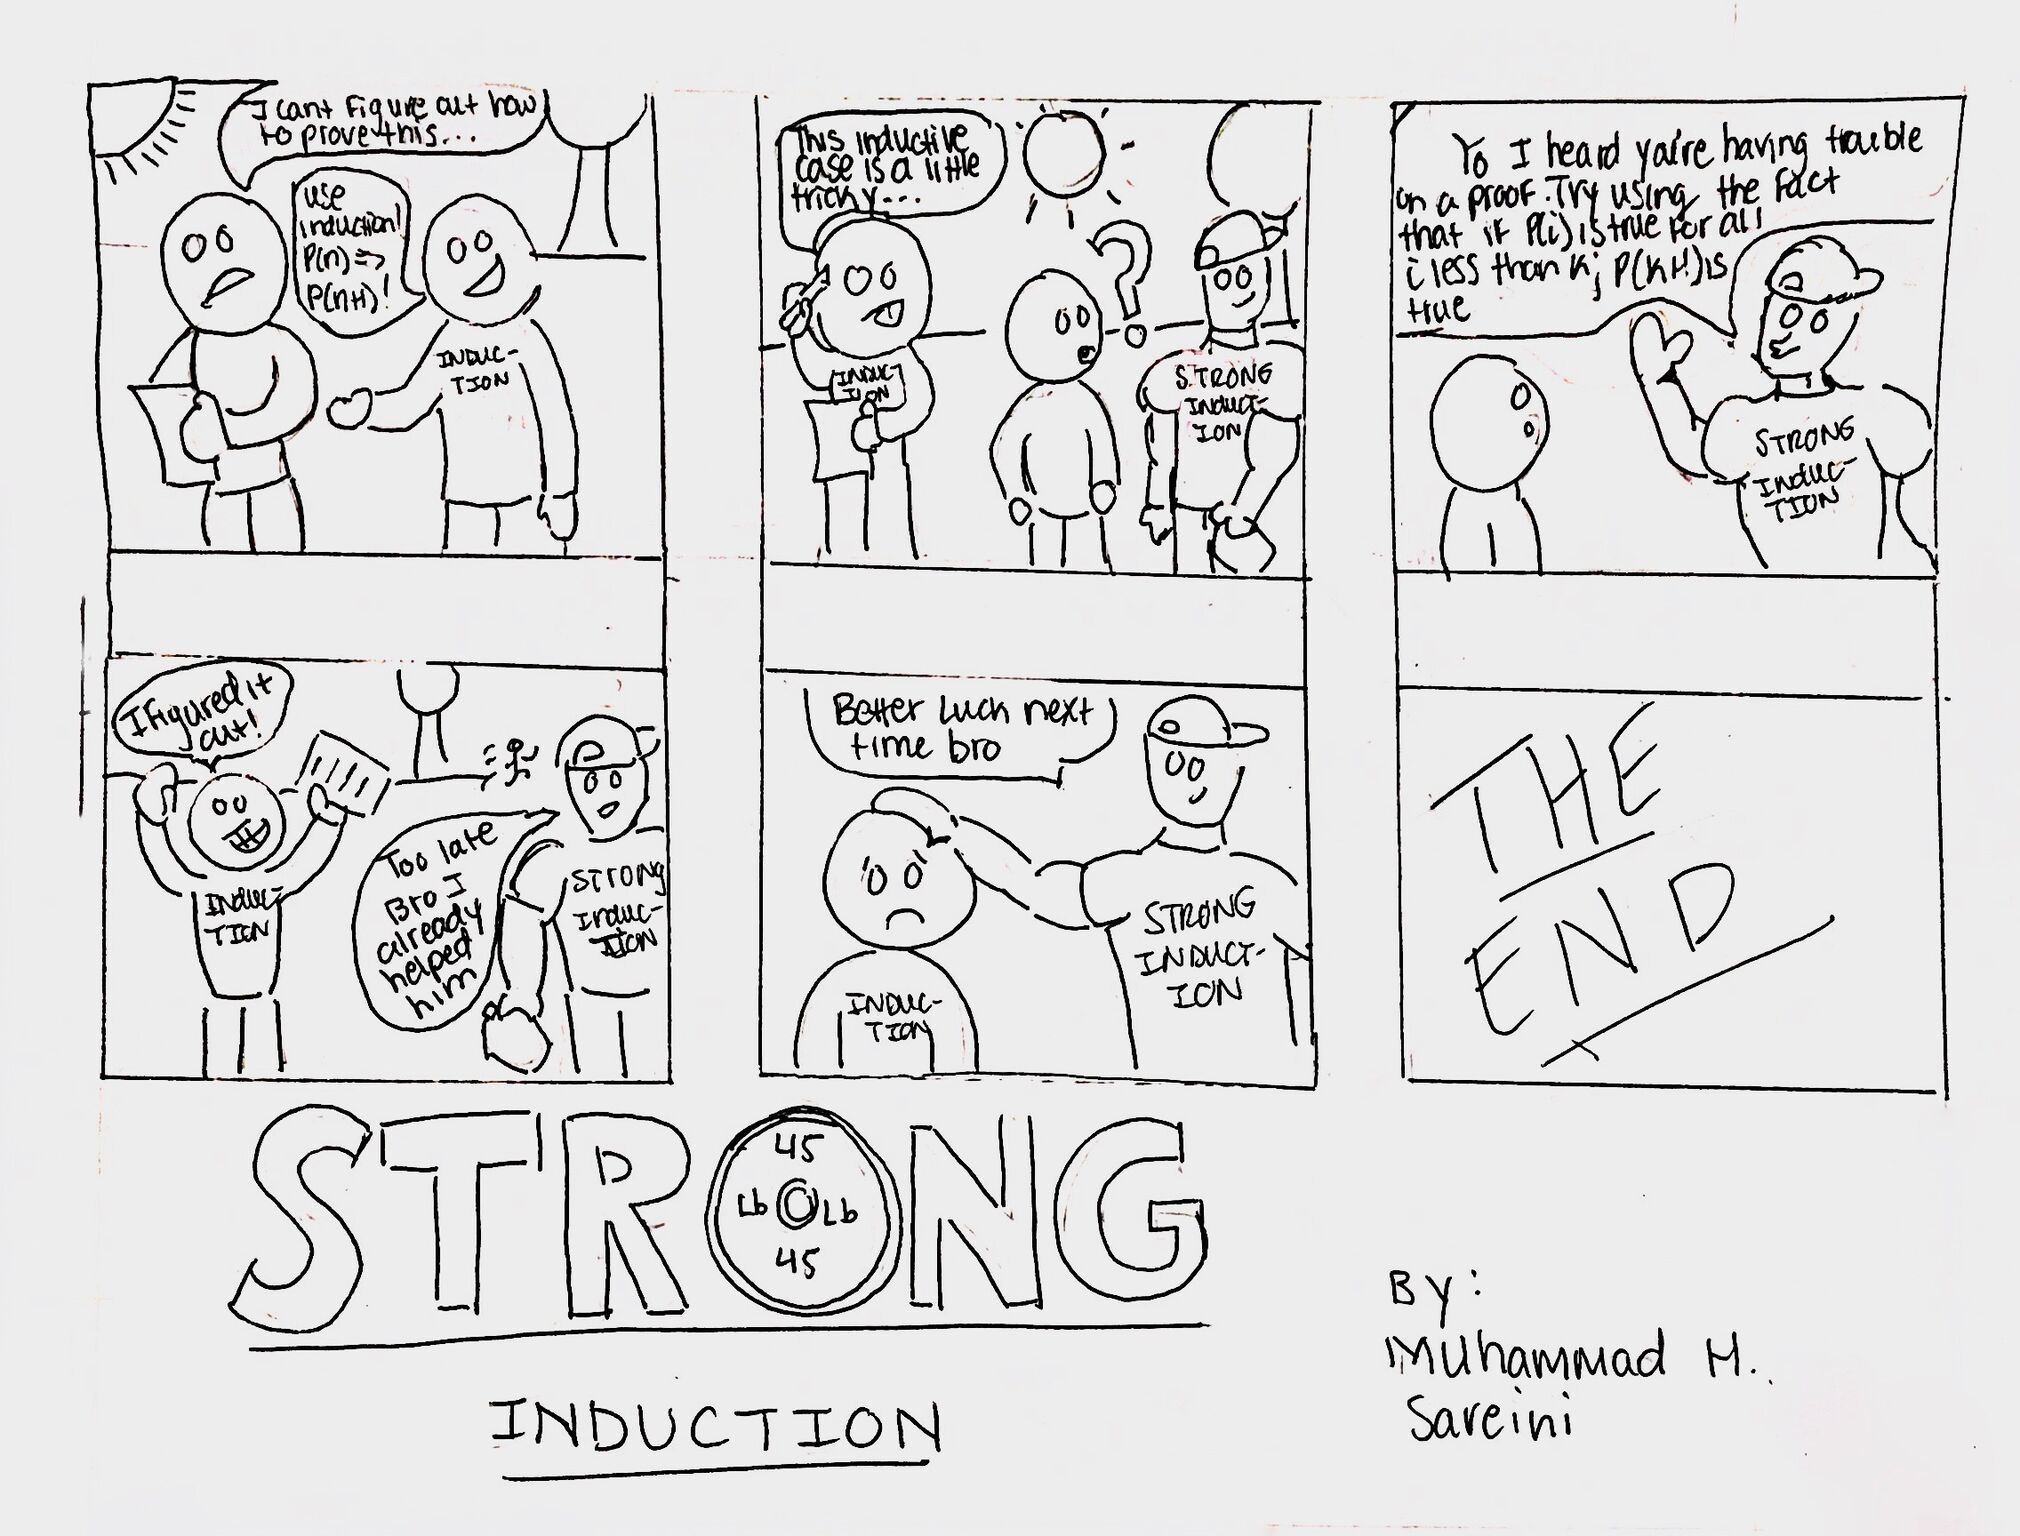 I cant figure out how
to prove this...
use
induction!
P(n) =>
P(n+1)!
INDUC-
TION
This inductive
case is a little
tricky...
INDUCT
ION
?
STRONG
INDUCT-
ION
Yo I heard you're having trouble
on a proof. Try using the fact
that if P(i) is true for all
i less than k; P(k+1) is
true
STRONG
INDUC-
TION
I Figured it
out!
INDUC-
TION
Too late
Bro I
already
helped
him
STRONG
INDUC-
TION
Better Luck next
time bro
INDUC-
TION
STRONG
INDUCT-
ION
THE
END
STRONG
45
Lb Lb
45
INDUCTION
By:
Muhammad H.
Sareini